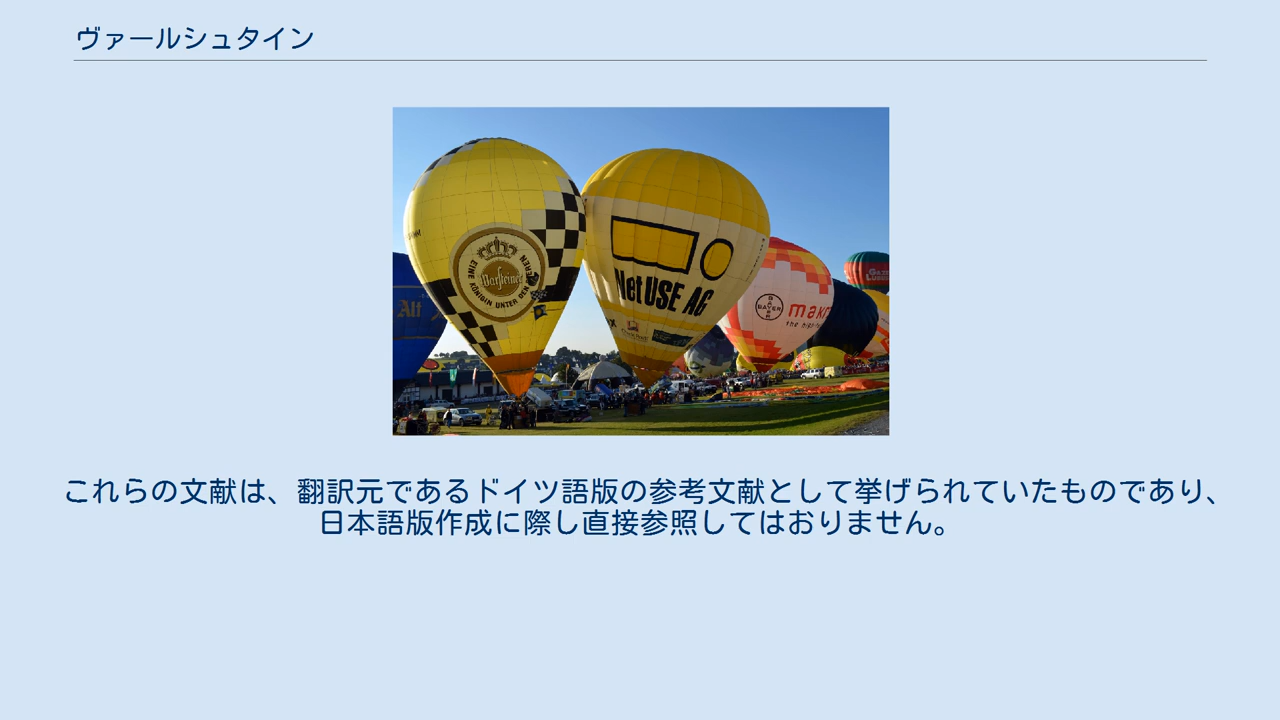 ヴァールシュタイン
EINE KÖNIGIN UNTER DEN BIEREN
Warsteiner
NetUSE AG
Alf
BAYER
makr
これらの文献は、翻訳元であるドイツ語版の参考文献として挙げられていたものであり、
日本語版作成に際し直接参照してはおりません。